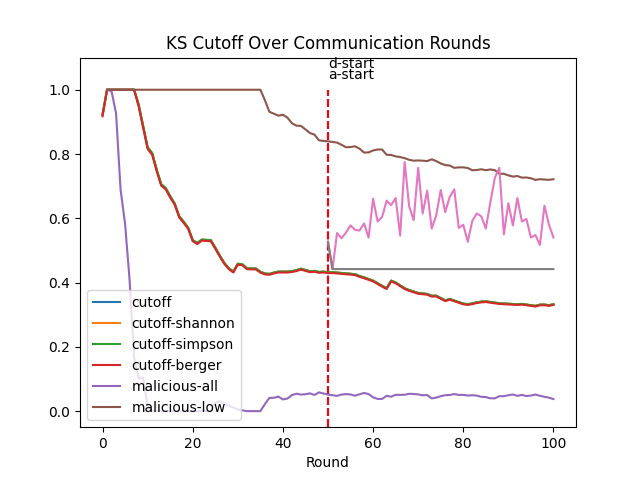 KS Cutoff Over Communication Rounds
d-start
a-start
1.0
0.8
0.6
0.4
0.2
0.0
cutoff
cutoff-shannon
cutoff-simpson
cutoff-berger
malicious-all
malicious-low
0 20 40 60 80 100
Round